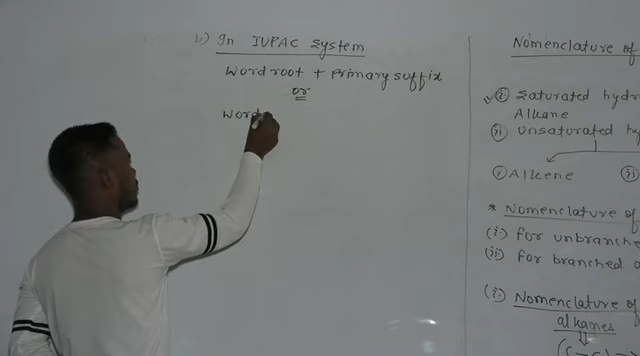 b) In IUPAC System
Word root + Primary suffix
or
Word
Nomenclature of
(i) Saturated hydr
Alkane
(ii) Unsaturated hy
(i) Alkene (ii)
* Nomenclature of
(i) for unbranche
(ii) for branched
(i) Nomenclature of
alkanes